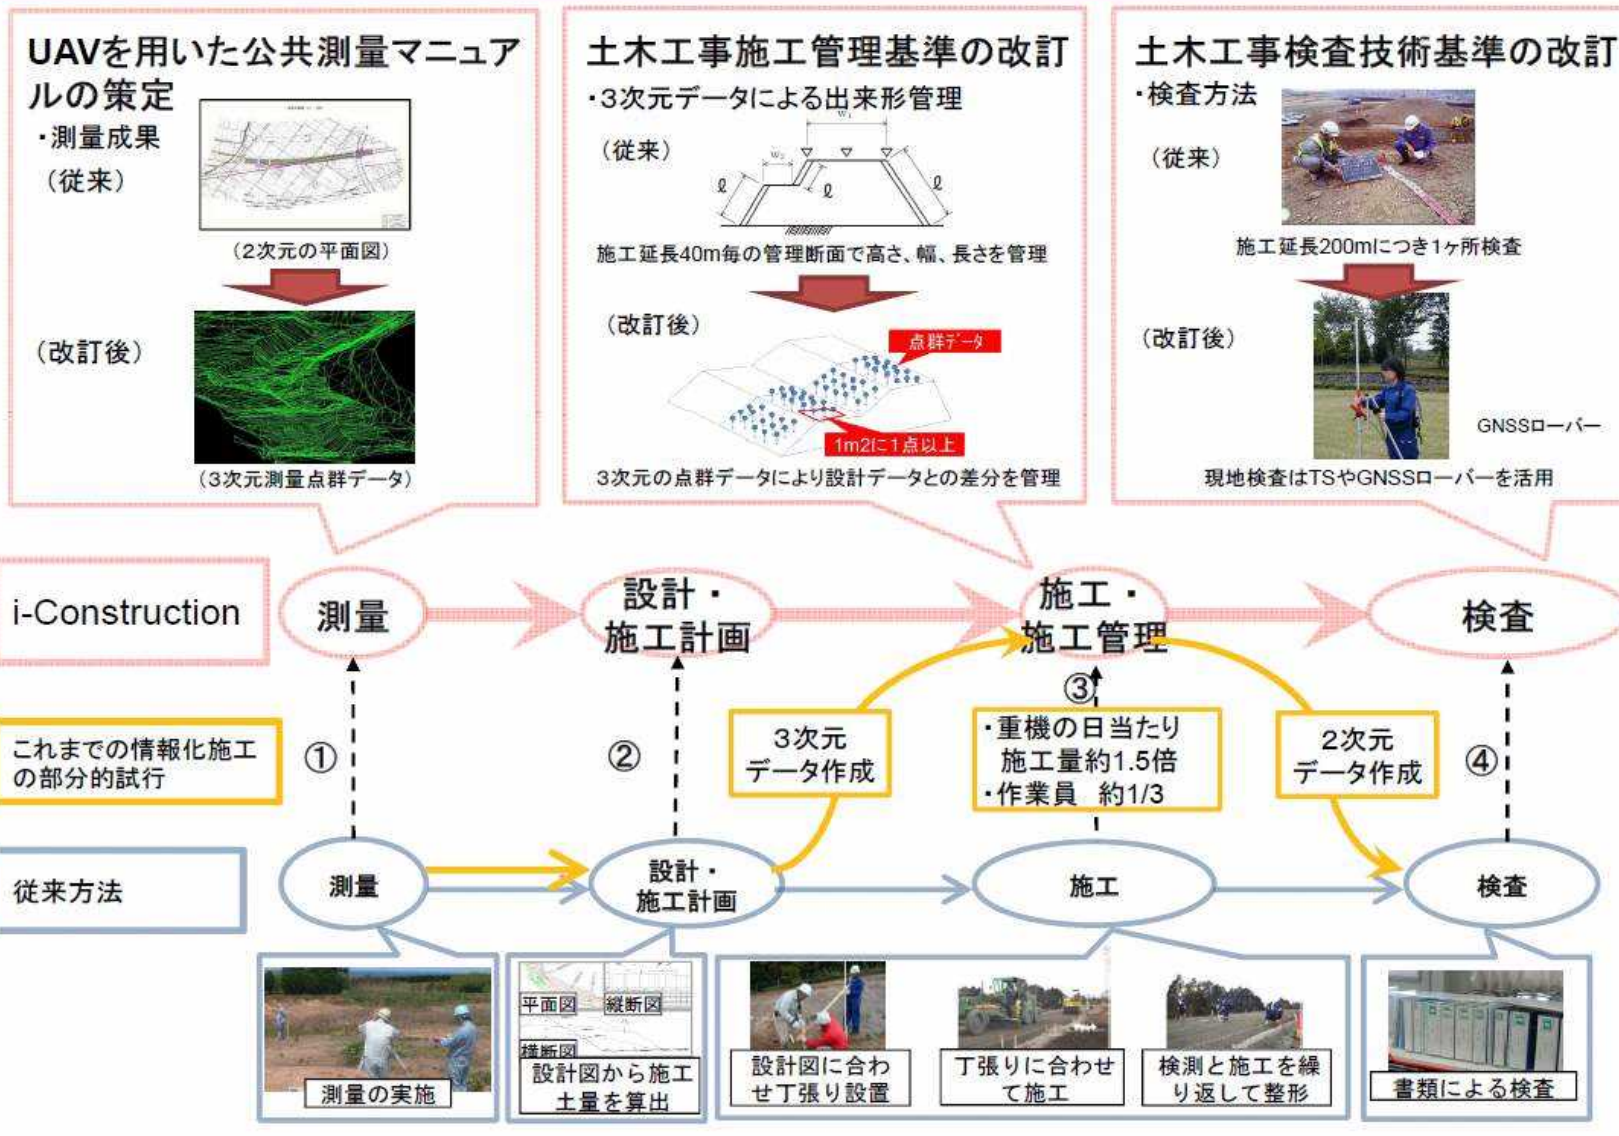 UAVを用いた公共測量マニュア
ルの策定
・測量成果
（従来）
（2次元の平面図）
（改訂後）
（3次元測量点群データ）
土木工事施工管理基準の改訂
・3次元データによる出来形管理
（従来）
W1
W2
ℓ
ℓ
ℓ
施工延長40m毎の管理断面で高さ、幅、長さを管理
（改訂後）
点群データ
1m2に1点以上
3次元の点群データにより設計データとの差分を管理
土木工事検査技術基準の改訂
・検査方法
（従来）
施工延長200mにつき1ヶ所検査
（改訂後）
GNSSローバー
現地検査はTSやGNSSローバーを活用
i-Construction
測量
設計・
施工計画
施工・
施工管理
検査
これまでの情報化施工
の部分的試行
①
②
3次元
データ作成
③
・重機の日当たり
施工量約1.5倍
・作業員 約1/3
2次元
データ作成
④
従来方法
測量
設計・
施工計画
施工
検査
測量の実施
平面図
縦断図
横断図
設計図から施工
土量を算出
設計図に合わ
せ丁張り設置
丁張りに合わせ
て施工
検測と施工を繰
り返して整形
書類による検査